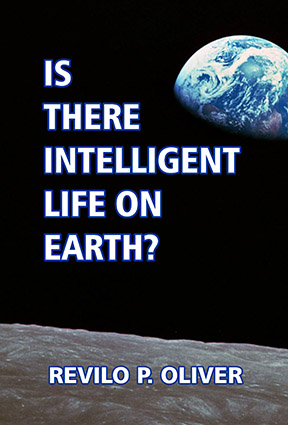 IS
THERE
INTELLIGENT
LIFE ON
EARTH?
REVILO P. OLIVER